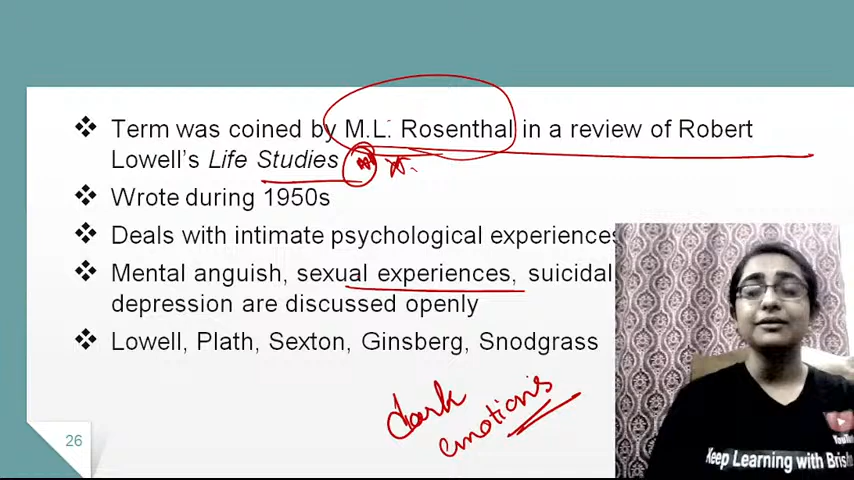 Term was coined by M.L. Rosenthal in a review of Robert
Lowell's Life Studies
Wrote during 1950s
Deals with intimate psychological experiences
Mental anguish, sexual experiences, suicidal
depression are discussed openly
Lowell, Plath, Sexton, Ginsberg, Snodgrass
dark
emotions
26
YouTu
Keep Learning with Brish